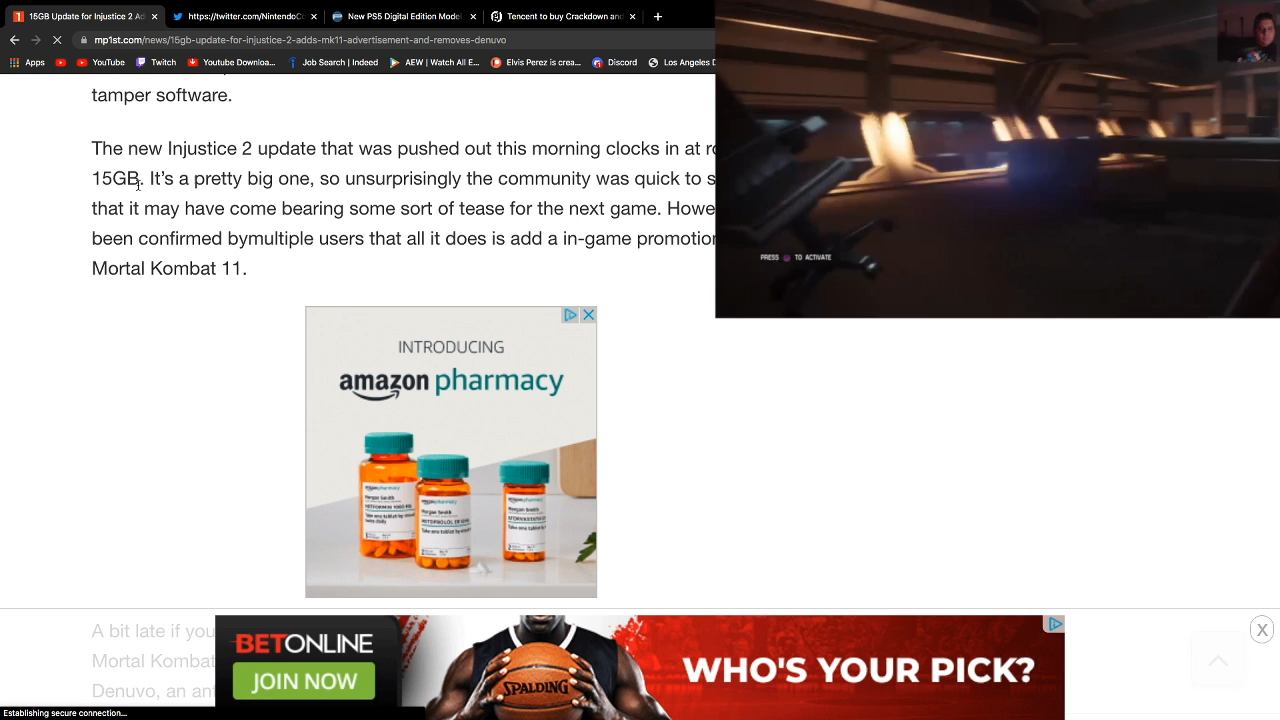 15GB Update for Injustice 2 Ad
https://twitter.com/NintendoCo
New PS5 Digital Edition Model
Tencent to buy Crackdown and
mp1st.com/news/15gb-update-for-injustice-2-adds-mk11-advertisement-and-removes-denuvo
Apps
YouTube
Twitch
Youtube Downloa...
Job Search | Indeed
AEW | Watch All E...
Elvis Perez is crea...
Discord
Los Angeles D
tamper software.
The new Injustice 2 update that was pushed out this morning clocks in at ro
15GB. It's a pretty big one, so unsurprisingly the community was quick to s
that it may have come bearing some sort of tease for the next game. Howe
been confirmed bymultiple users that all it does is add a in-game promotion
Mortal Kombat 11.
PRESS TO ACTIVATE
INTRODUCING
amazon pharmacy
A bit late if you
Mortal Kombat
Denuvo, an ant
BETONLINE
JOIN NOW
SPALDING
WHO'S YOUR PICK?
X
Establishing secure connection...